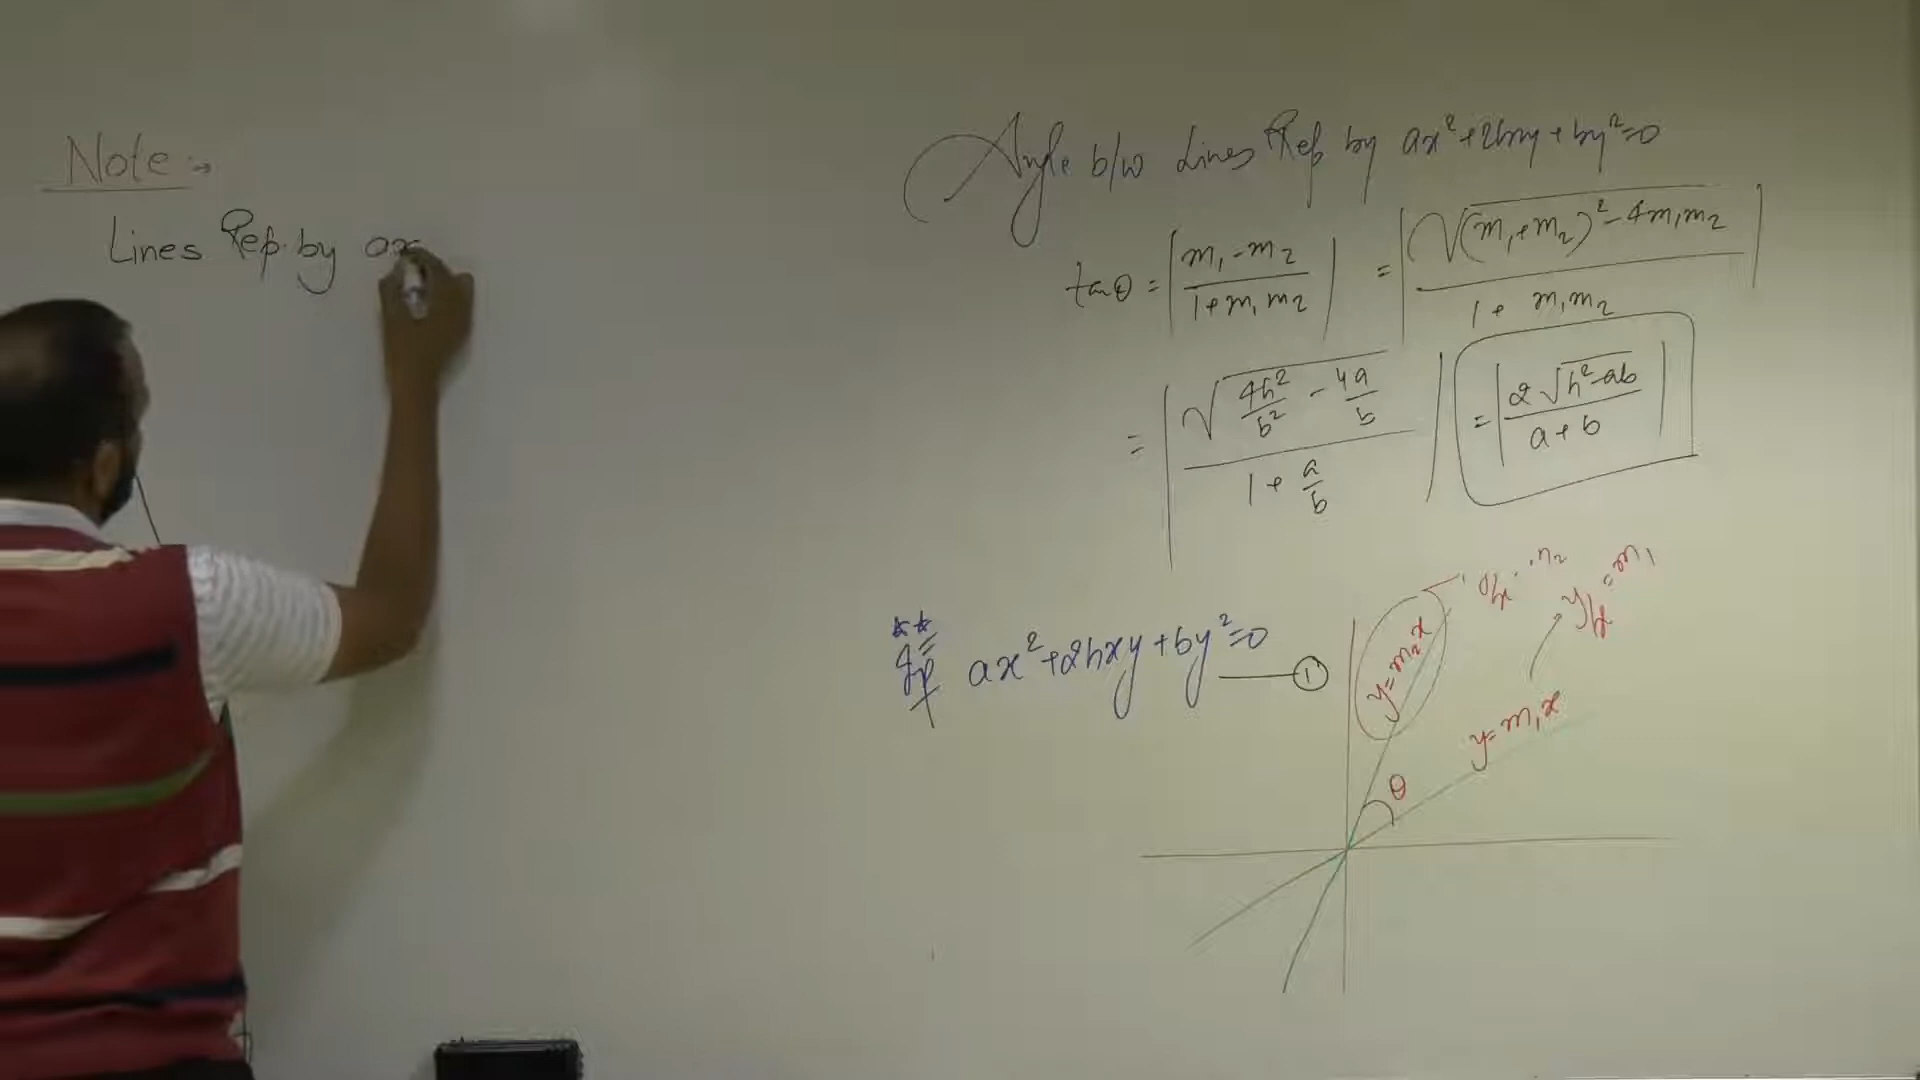 Note :→
Lines Rep. by ax
Angle b/w Lines Rep by ax²+2hxy+by²=0
tanθ = |m₁-m₂ / 1+m₁m₂| = |√(m₁+m₂)²-4m₁m₂ / 1+m₁m₂|
= |√4h²/b² - 4a/b / 1+a/b| = |2√h²-ab / a+b|
** If ax²+2hxy+by²=0 — ①
y=m₂x
y/x=m₁
y=m₁x
θ